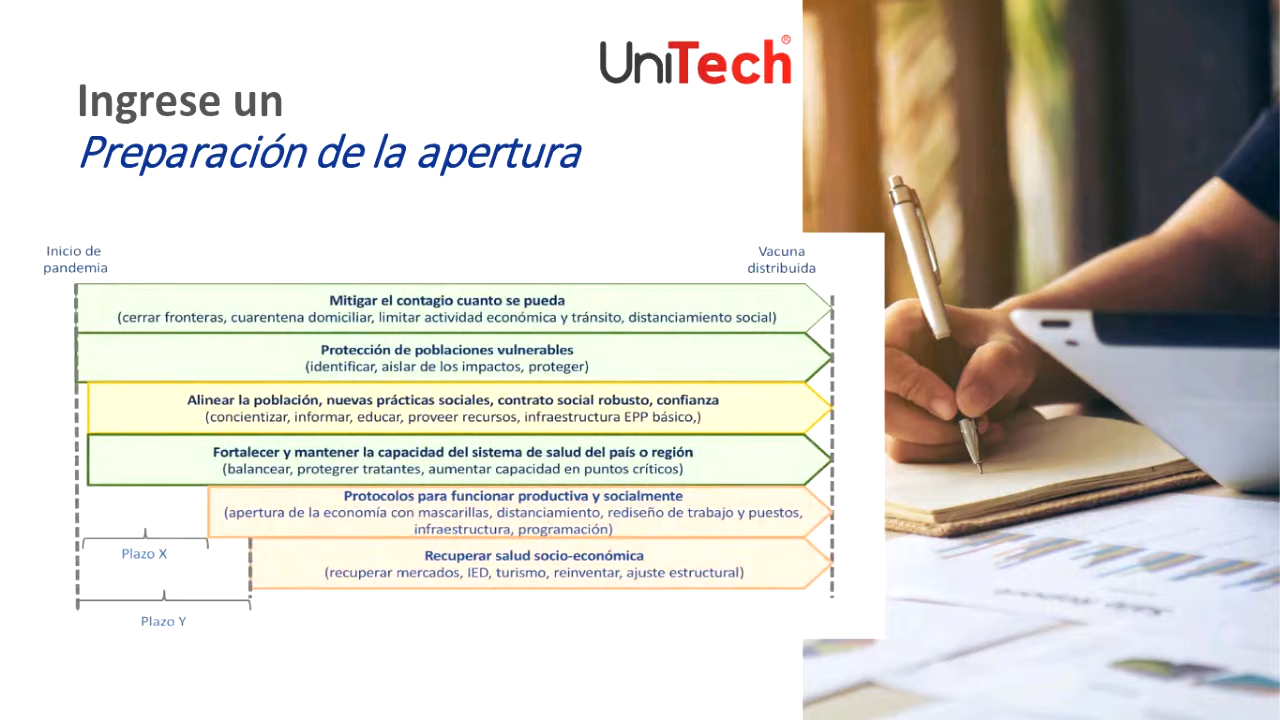 UniTech®
Ingrese un
Preparación de la apertura
Inicio de
pandemia
Vacuna
distribuida
Mitigar el contagio cuanto se pueda
(cerrar fronteras, cuarentena domiciliar, limitar actividad económica y tránsito, distanciamiento social)
Protección de poblaciones vulnerables
(identificar, aislar de los impactos, proteger)
Alinear la población, nuevas prácticas sociales, contrato social robusto, confianza
(concientizar, informar, educar, proveer recursos, infraestructura EPP básico,)
Fortalecer y mantener la capacidad del sistema de salud del país o región
(balancear, protegrer tratantes, aumentar capacidad en puntos críticos)
Protocolos para funcionar productiva y socialmente
(apertura de la economía con mascarillas, distanciamiento, rediseño de trabajo y puestos,
infraestructura, programación)
Plazo X
Recuperar salud socio-económica
(recuperar mercados, IED, turismo, reinventar, ajuste estructural)
Plazo Y